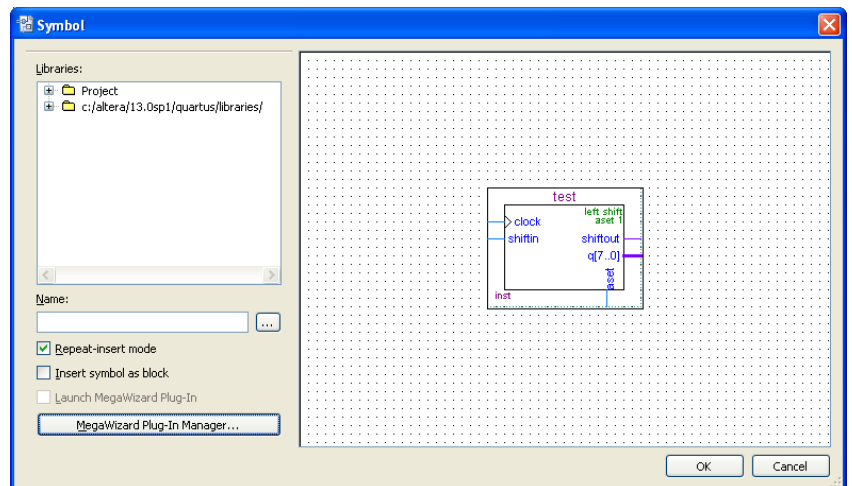 Symbol
Libraries:
Project
c:/altera/13.0sp1/quartus/libraries/
Name:
...
Repeat-insert mode
Insert symbol as block
Launch MegaWizard Plug-In
MegaWizard Plug-In Manager...
test
left shift
aset 1
clock
shiftin
shiftout
q[7..0]
aset
inst
OK
Cancel